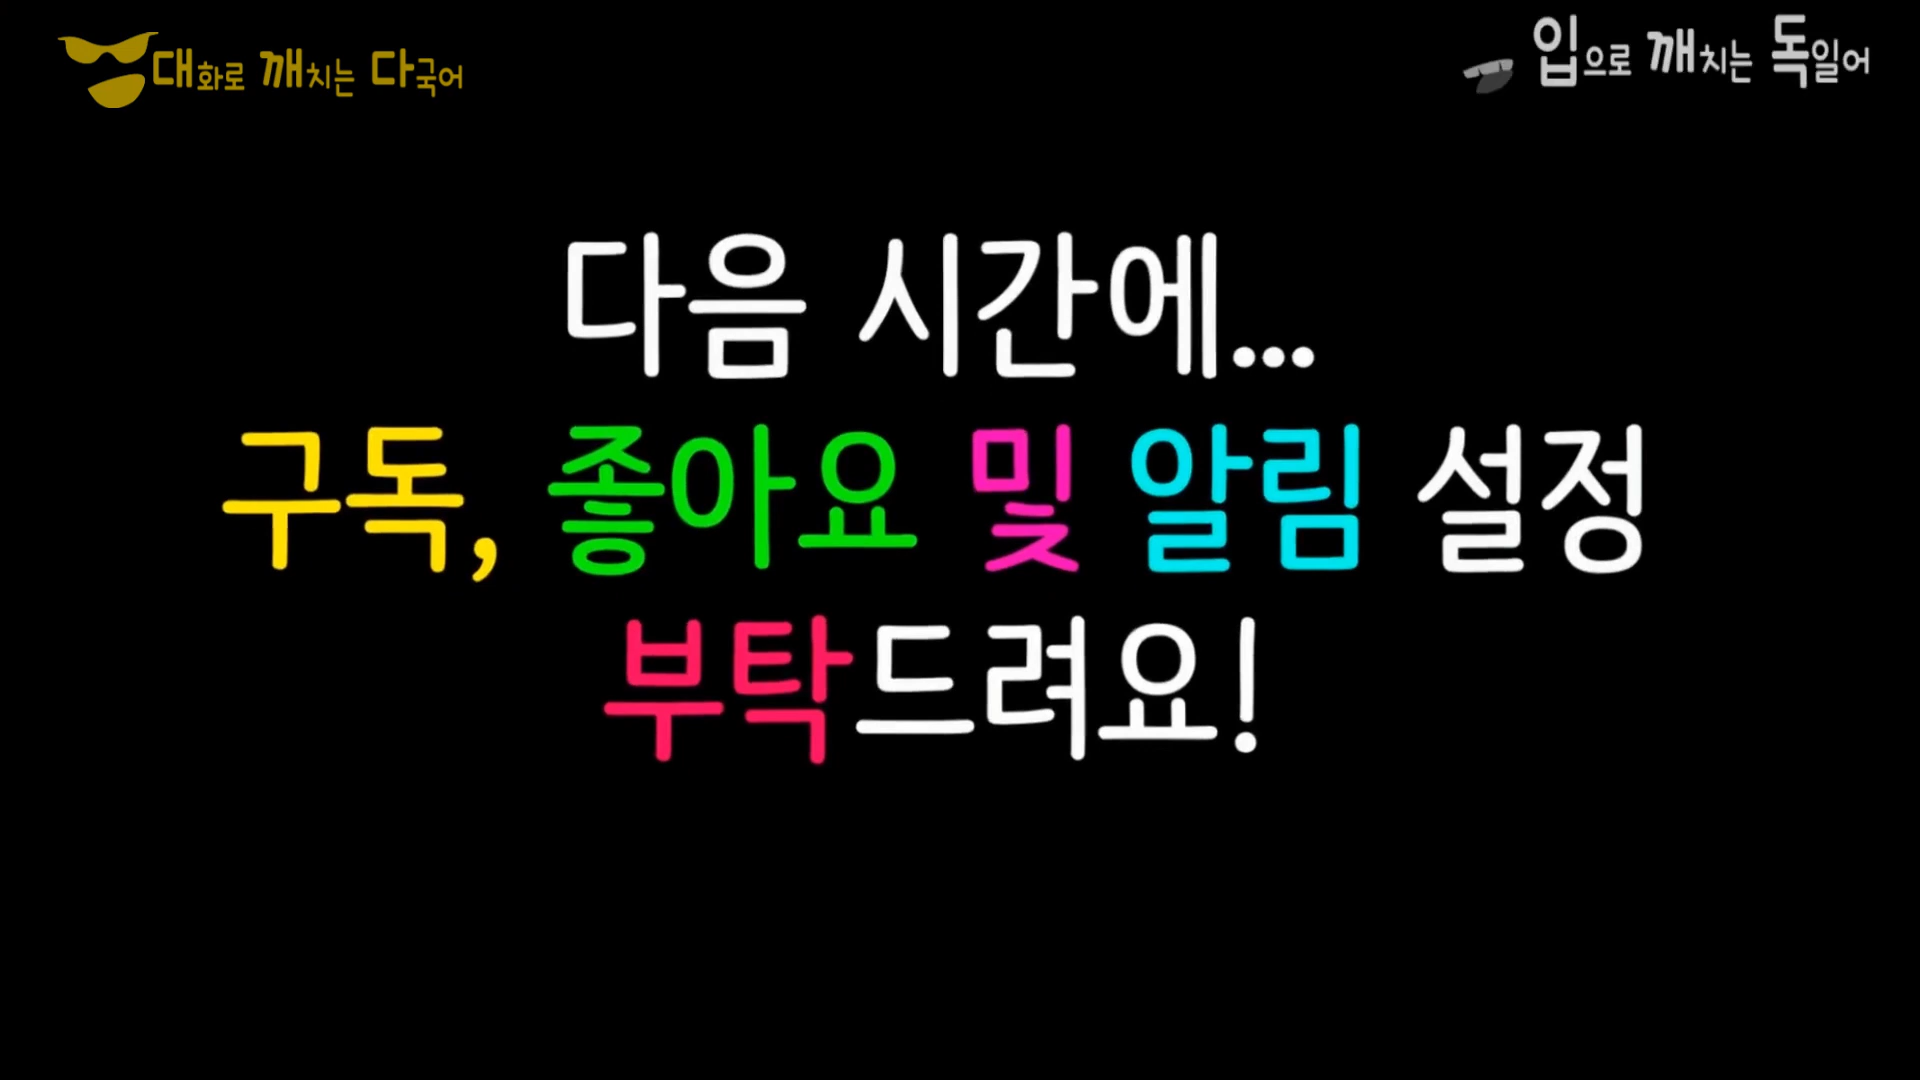 대화로 깨치는 다국어
입으로 깨치는 독일어
다음 시간에...
구독, 좋아요 및 알림 설정
부탁드려요!